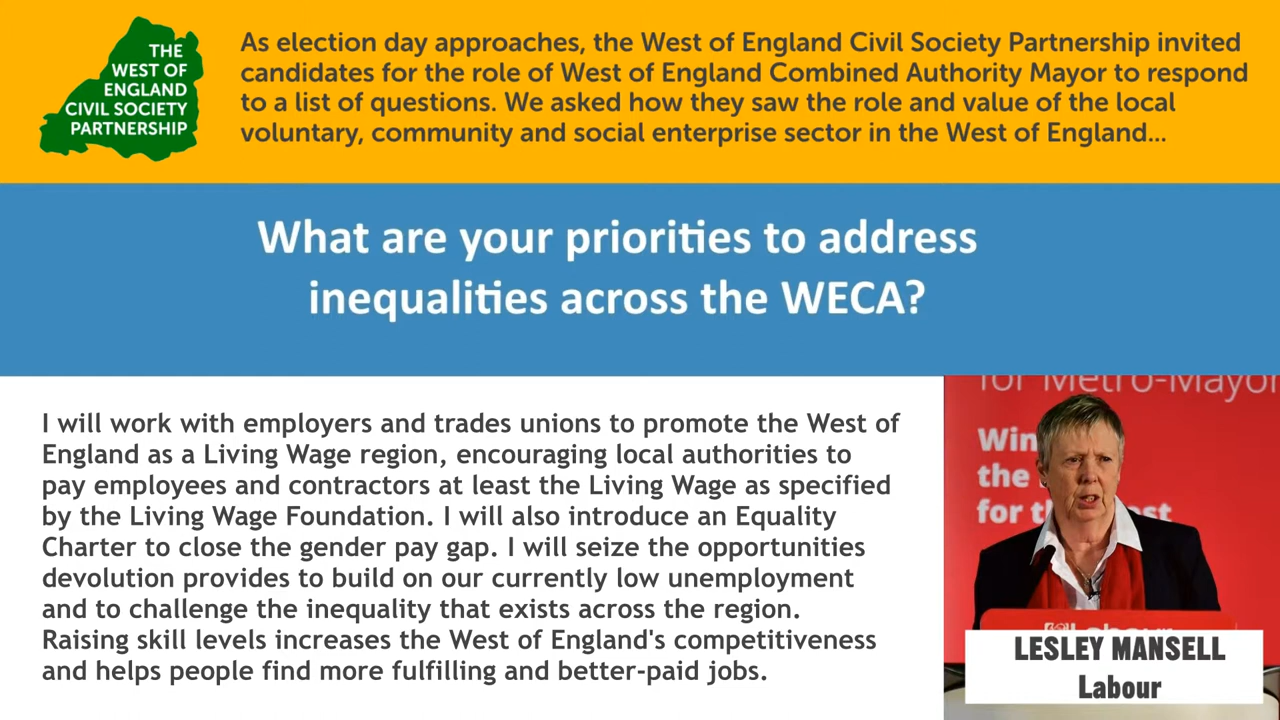 THE
WEST OF
ENGLAND
CIVIL SOCIETY
PARTNERSHIP
As election day approaches, the West of England Civil Society Partnership invited
candidates for the role of West of England Combined Authority Mayor to respond
to a list of questions. We asked how they saw the role and value of the local
voluntary, community and social enterprise sector in the West of England...
What are your priorities to address
inequalities across the WECA?
I will work with employers and trades unions to promote the West of
England as a Living Wage region, encouraging local authorities to
pay employees and contractors at least the Living Wage as specified
by the Living Wage Foundation. I will also introduce an Equality
Charter to close the gender pay gap. I will seize the opportunities
devolution provides to build on our currently low unemployment
and to challenge the inequality that exists across the region.
Raising skill levels increases the West of England's competitiveness
and helps people find more fulfilling and better-paid jobs.
for Metro-Mayor
Win
the
for
LESLEY MANSELL
Labour